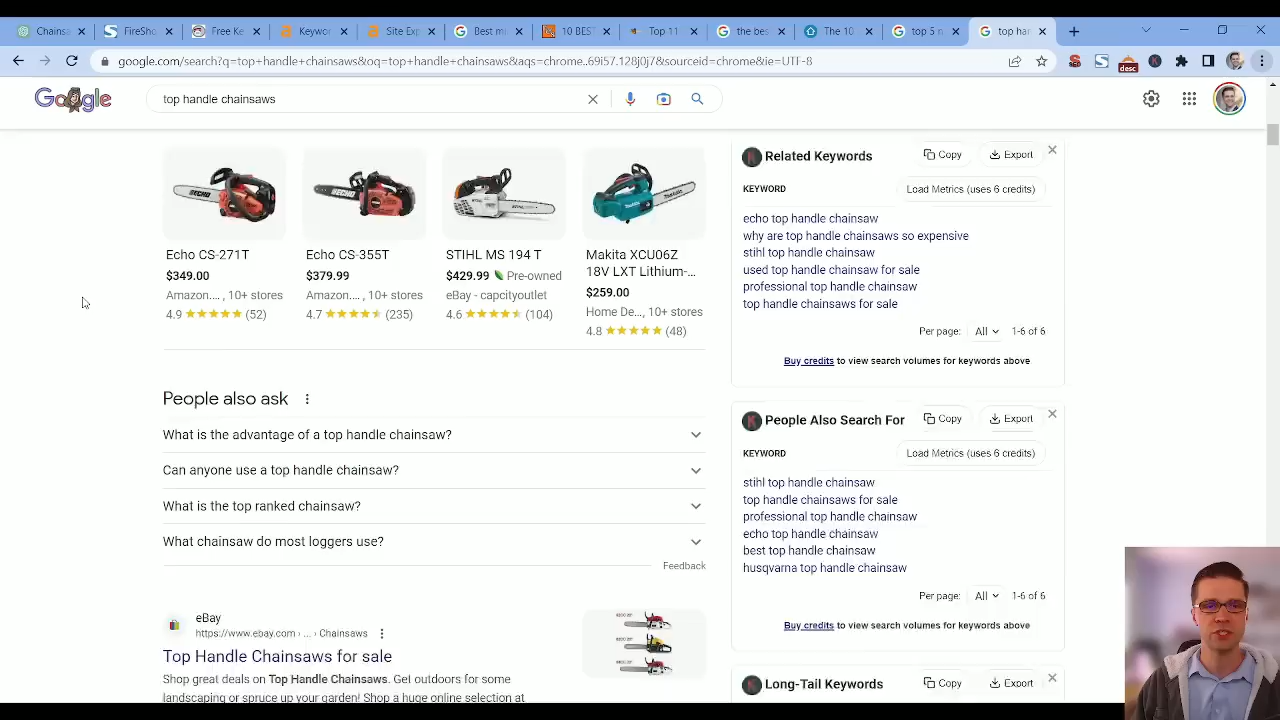 Chainsa
FireSho
Free Ke
Keywor
Site Exp
Best mi
10 BEST
Top 11
the bes
The 10
top 5 n
top har
google.com/search?q=top+handle+chainsaws&oq=top+handle+chainsaws&aqs=chrome..69i57.128j0j7&sourceid=chrome&ie=UTF-8
desc
Google
top handle chainsaws
Echo CS-271T
$349.00
Amazon.... , 10+ stores
4.9 (52)
Echo CS-355T
$379.99
Amazon.... , 10+ stores
4.7 (235)
STIHL MS 194 T
$429.99 Pre-owned
eBay - capcityoutlet
4.6 (104)
Makita XCU06Z
18V LXT Lithium-...
$259.00
Home De..., 10+ stores
4.8 (48)
People also ask
What is the advantage of a top handle chainsaw?
Can anyone use a top handle chainsaw?
What is the top ranked chainsaw?
What chainsaw do most loggers use?
Feedback
eBay
https://www.ebay.com › ... › Chainsaws
Top Handle Chainsaws for sale
Shop great deals on Top Handle Chainsaws. Get outdoors for some
landscaping or spruce up your garden! Shop a huge online selection at
Related Keywords
Copy
Export
KEYWORD
Load Metrics (uses 6 credits)
echo top handle chainsaw
why are top handle chainsaws so expensive
stihl top handle chainsaw
used top handle chainsaw for sale
professional top handle chainsaw
top handle chainsaws for sale
Per page: All 1-6 of 6
Buy credits to view search volumes for keywords above
People Also Search For
Copy
Export
KEYWORD
Load Metrics (uses 6 credits)
stihl top handle chainsaw
top handle chainsaws for sale
professional top handle chainsaw
echo top handle chainsaw
best top handle chainsaw
husqvarna top handle chainsaw
Per page: All 1-6 of 6
Buy credits to view search volumes for keywords above
Long-Tail Keywords
Copy
Export